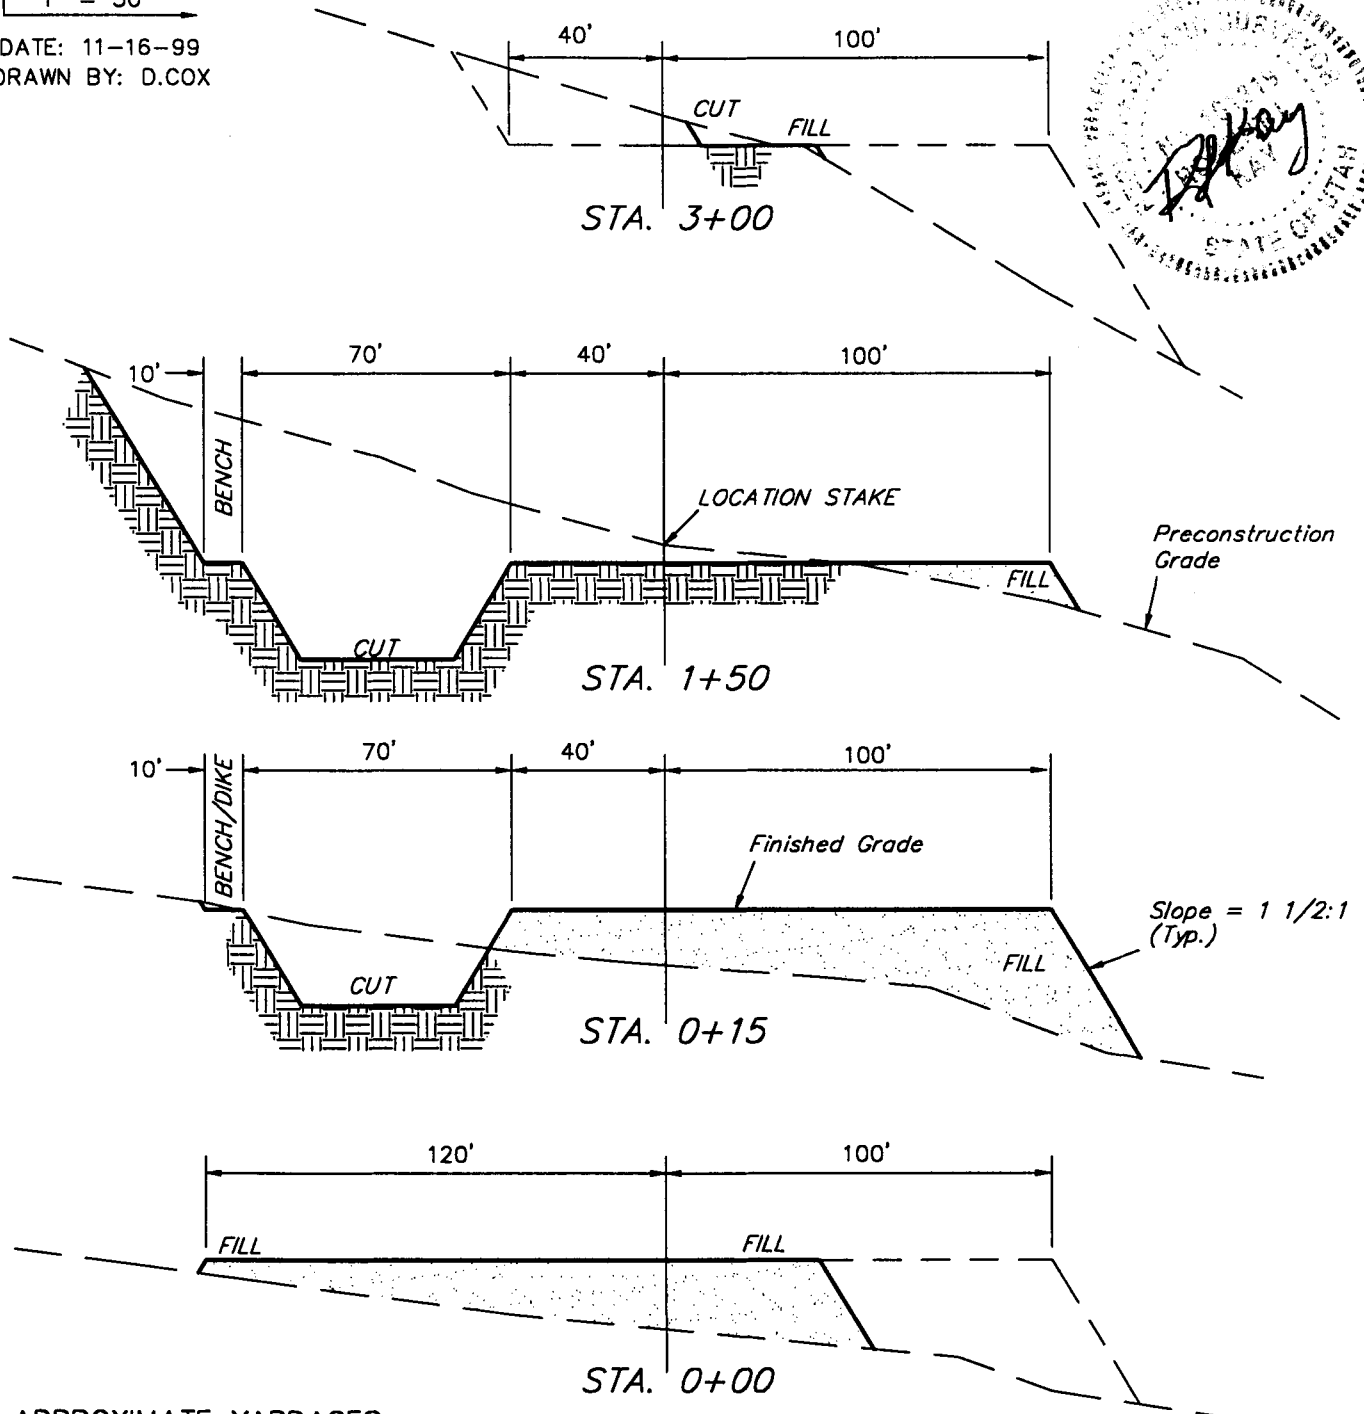 DATE: 11-16-99
DRAWN BY: D.COX
40'
100'
CUT
FILL
STA. 3+00
STATE OF UTAH
10'
70'
40'
100'
BENCH
LOCATION STAKE
Preconstruction
Grade
FILL
CUT
STA. 1+50
10'
70'
40'
100'
BENCH/DIKE
Finished Grade
Slope = 1 1/2:1
(Typ.)
FILL
CUT
STA. 0+15
120'
100'
FILL
FILL
STA. 0+00
APPROXIMATE YARDAGES